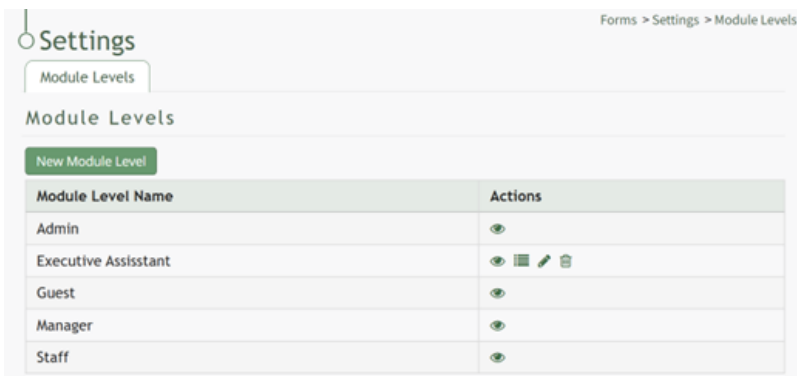 Forms > Settings > Module Levels
Settings
Module Levels
Module Levels
New Module Level
Module Level Name Actions
Admin
Executive Assisstant
Guest
Manager
Staff